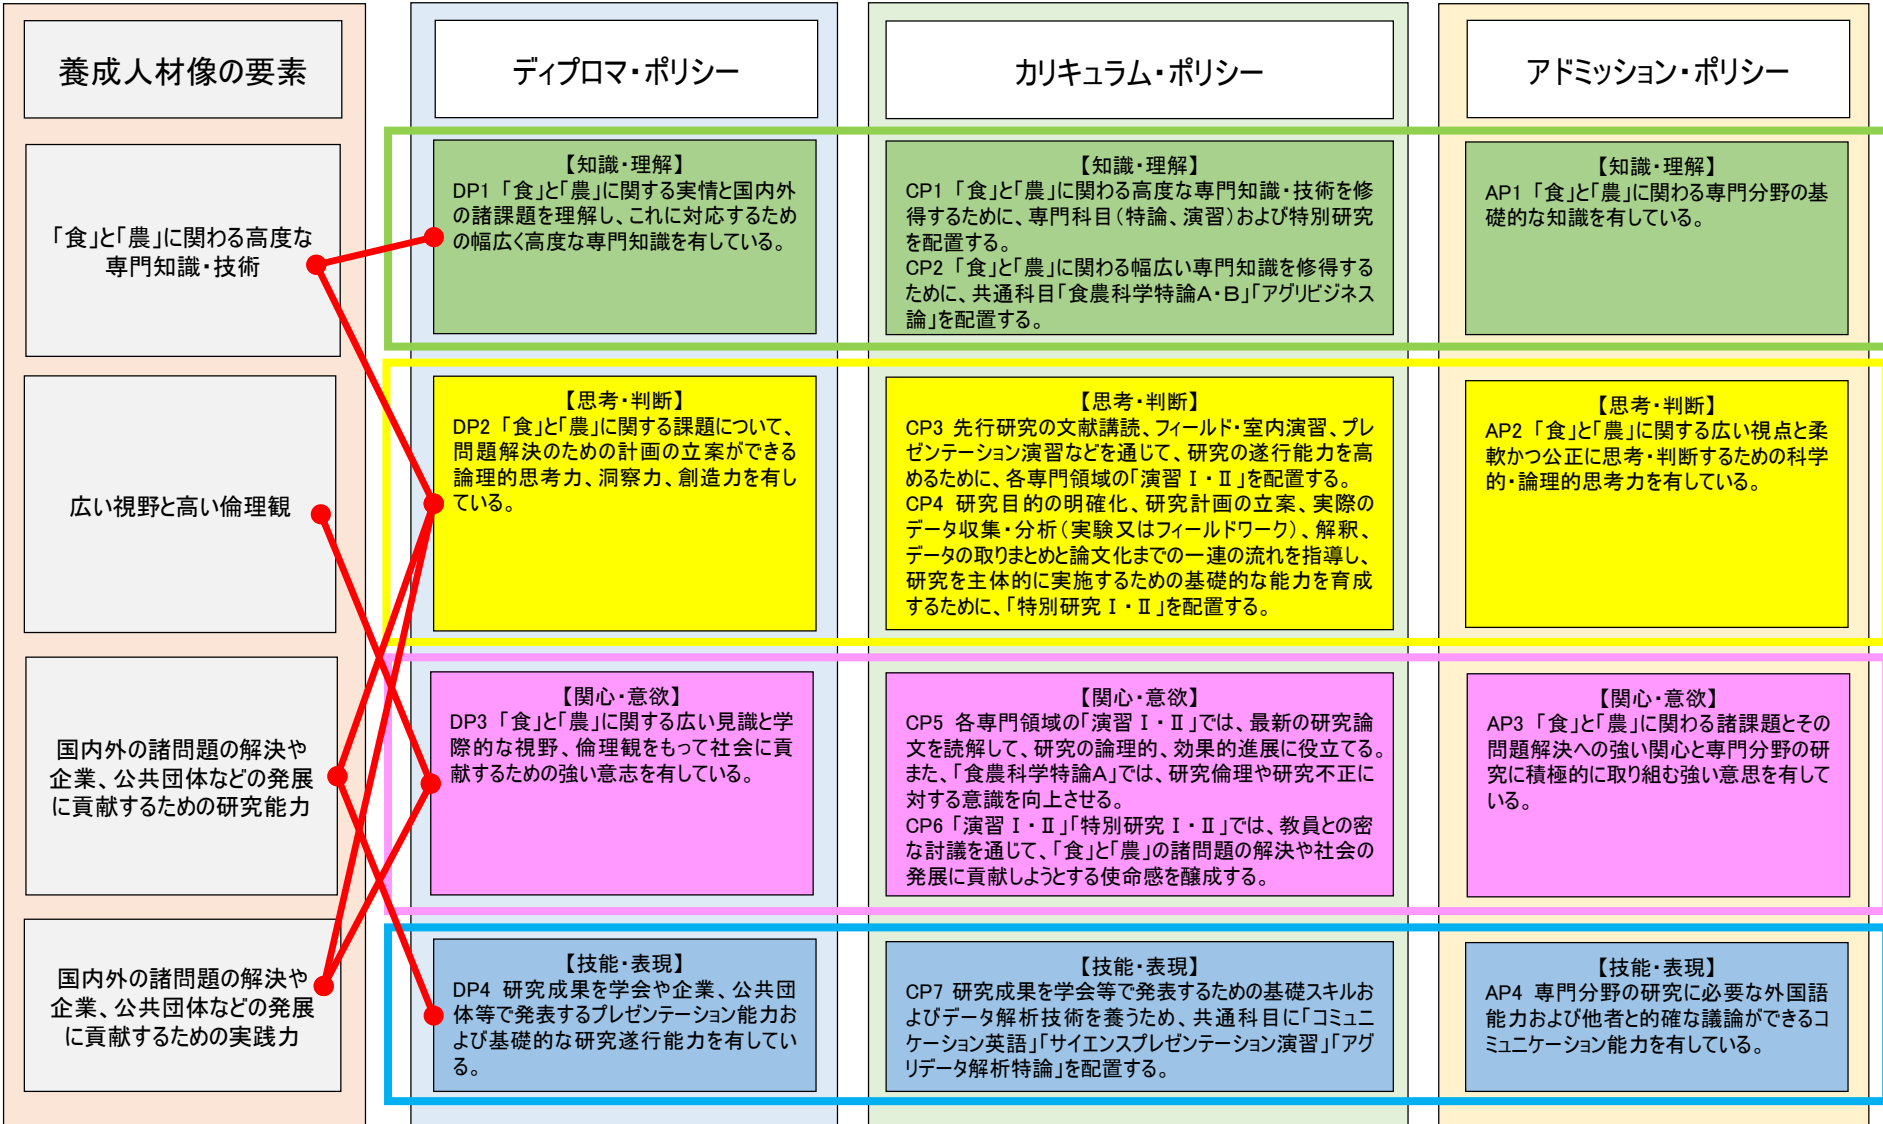 養成人材像の要素
ディプロマ・ポリシー
カリキュラム・ポリシー
アドミッション・ポリシー
「食」と「農」に関わる高度な
専門知識・技術
【知識・理解】
DP1 「食」と「農」に関する実情と国内外
の諸課題を理解し、これに対応するため
の幅広く高度な専門知識を有している。
【知識・理解】
CP1 「食」と「農」に関わる高度な専門知識・技術を修
得するために、専門科目(特論、演習)および特別研究
を配置する。
CP2 「食」と「農」に関わる幅広い専門知識を修得する
ために、共通科目「食農科学特論A・B」「アグリビジネス
論」を配置する。
【知識・理解】
AP1 「食」と「農」に関わる専門分野の基
礎的な知識を有している。
広い視野と高い倫理観
【思考・判断】
DP2 「食」と「農」に関する課題について、
問題解決のための計画の立案ができる
論理的思考力、洞察力、創造力を有し
ている。
【思考・判断】
CP3 先行研究の文献講読、フィールド・室内演習、プレ
ゼンテーション演習などを通じて、研究の遂行能力を高
めるために、各専門領域の「演習Ⅰ・Ⅱ」を配置する。
CP4 研究目的の明確化、研究計画の立案、実際の
データ収集・分析(実験又はフィールドワーク)、解釈、
データの取りまとめと論文化までの一連の流れを指導し、
研究を主体的に実施するための基礎的な能力を育成
するために、「特別研究Ⅰ・Ⅱ」を配置する。
【思考・判断】
AP2 「食」と「農」に関する広い視点と柔
軟かつ公正に思考・判断するための科学
的・論理的思考力を有している。
国内外の諸問題の解決や
企業、公共団体などの発展
に貢献するための研究能力
【関心・意欲】
DP3 「食」と「農」に関する広い見識と学
際的な視野、倫理観をもって社会に貢
献するための強い意志を有している。
【関心・意欲】
CP5 各専門領域の「演習Ⅰ・Ⅱ」では、最新の研究論
文を読解して、研究の論理的、効果的進展に役立てる。
また、「食農科学特論A」では、研究倫理や研究不正に
対する意識を向上させる。
CP6 「演習Ⅰ・Ⅱ」「特別研究Ⅰ・Ⅱ」では、教員との密
な討議を通じて、「食」と「農」の諸問題の解決や社会の
発展に貢献しようとする使命感を醸成する。
【関心・意欲】
AP3 「食」と「農」に関わる諸課題とその
問題解決への強い関心と専門分野の研
究に積極的に取り組む強い意思を有して
いる。
国内外の諸問題の解決や
企業、公共団体などの発展
に貢献するための実践力
【技能・表現】
DP4 研究成果を学会や企業、公共団
体等で発表するプレゼンテーション能力お
よび基礎的な研究遂行能力を有してい
る。
【技能・表現】
CP7 研究成果を学会等で発表するための基礎スキルお
よびデータ解析技術を養うため、共通科目に「コミュニ
ケーション英語」「サイエンスプレゼンテーション演習」「アグ
リデータ解析特論」を配置する。
【技能・表現】
AP4 専門分野の研究に必要な外国語
能力および他者と的確な議論ができるコ
ミュニケーション能力を有している。